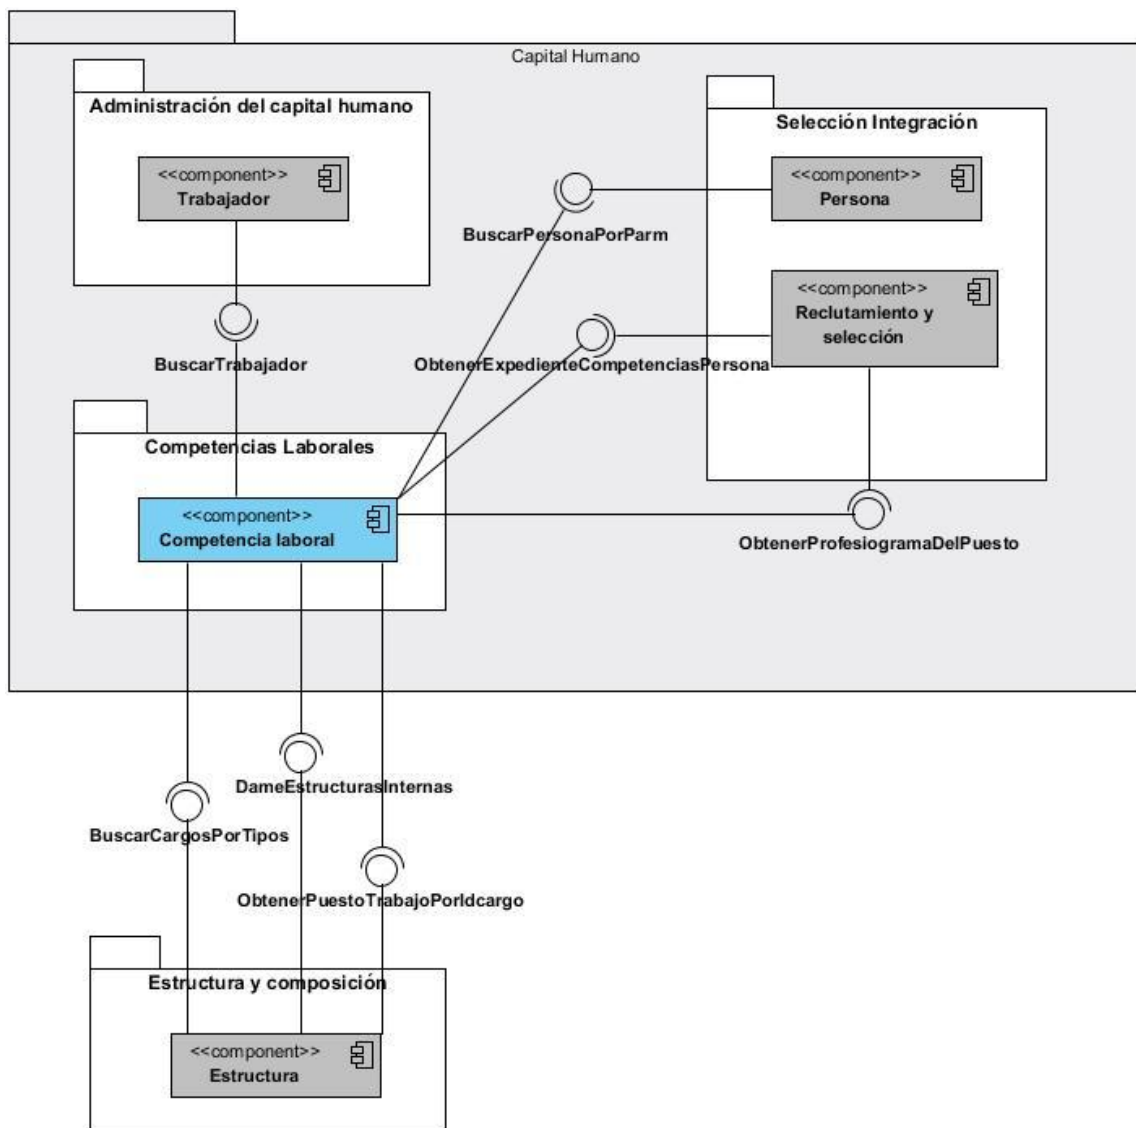 Capital Humano
Administración del capital humano
<<component>>
Trabajador
BuscarTrabajador
Selección Integración
<<component>>
Persona
BuscarPersonaPorParm
<<component>>
Reclutamiento y
selección
ObtenerExpedienteCompetenciasPersona
Competencias Laborales
<<component>>
Competencia laboral
ObtenerProfesiogramaDelPuesto
DameEstructurasInternas
BuscarCargosPorTipos
ObtenerPuestoTrabajoPorIdcargo
Estructura y composición
<<component>>
Estructura